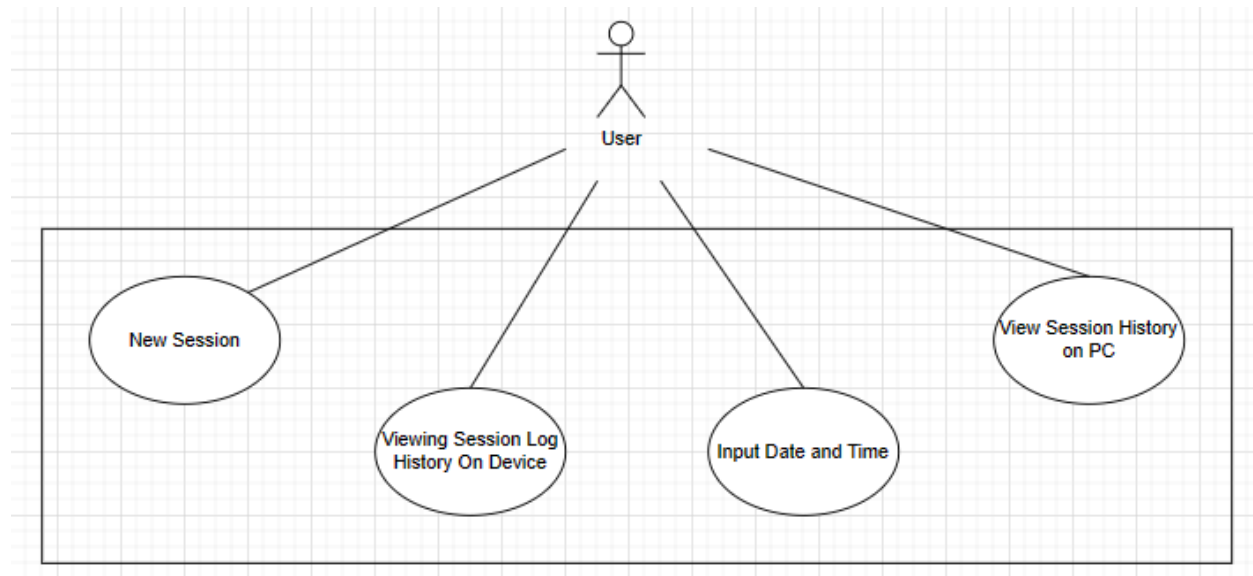 User
New Session
Viewing Session Log
History On Device
Input Date and Time
View Session History
on PC